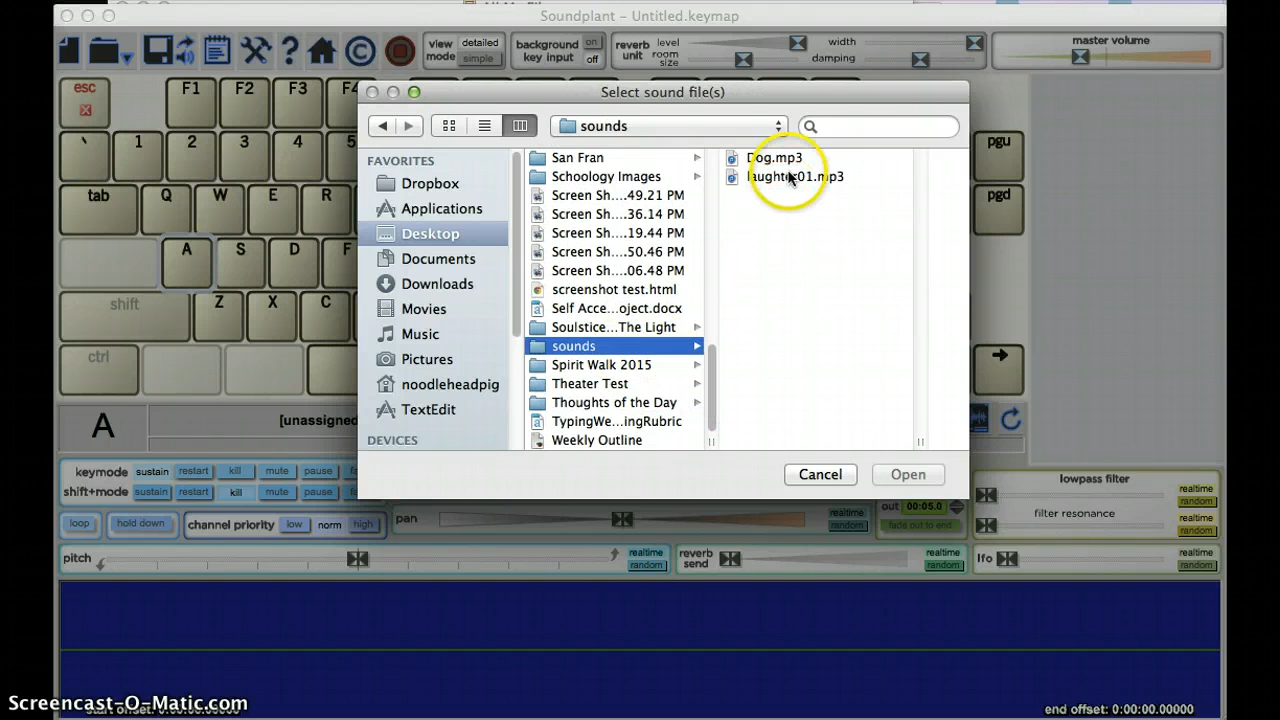 Soundplant – Untitled.keymap
view mode detailed simple
background key input on off
reverb unit level room size width damping
master volume
Select sound file(s)
sounds
esc F1 F2 F3
` 1 2 3 4 pgu
tab Q W E R pgd
A S D F
shift Z X C
ctrl
FAVORITES
Dropbox
Applications
Desktop
Documents
Downloads
Movies
Music
Pictures
noodleheadpig
TextEdit
DEVICES
San Fran
Schoology Images
Screen Sh....49.21 PM
Screen Sh....36.14 PM
Screen Sh....19.44 PM
Screen Sh....50.46 PM
Screen Sh....06.48 PM
screenshot test.html
Self Acce...oject.docx
Soulstice...The Light
sounds
Spirit Walk 2015
Theater Test
Thoughts of the Day
TypingWe...ingRubric
Weekly Outline
Dog.mp3
laughter01.mp3
Cancel Open
A [unassigned
keymode sustain restart kill mute pause
shift+mode sustain restart kill mute pause
loop hold down channel priority low norm high
pan realtime random
out 00:05.0
fade out to end
lowpass filter realtime random
filter resonance realtime random
pitch realtime random
reverb send realtime random
lfo realtime random
start offset: 0:00:00.00000
end offset: 0:00:00.00000
Screencast-O-Matic.com